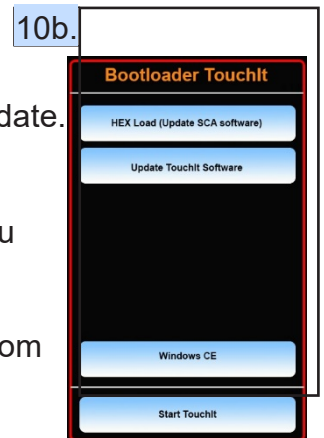 10b.
Bootloader TouchIt
date.
HEX Load (Update SCA software)
Update TouchIt Software
u
om
Windows CE
Start TouchIt